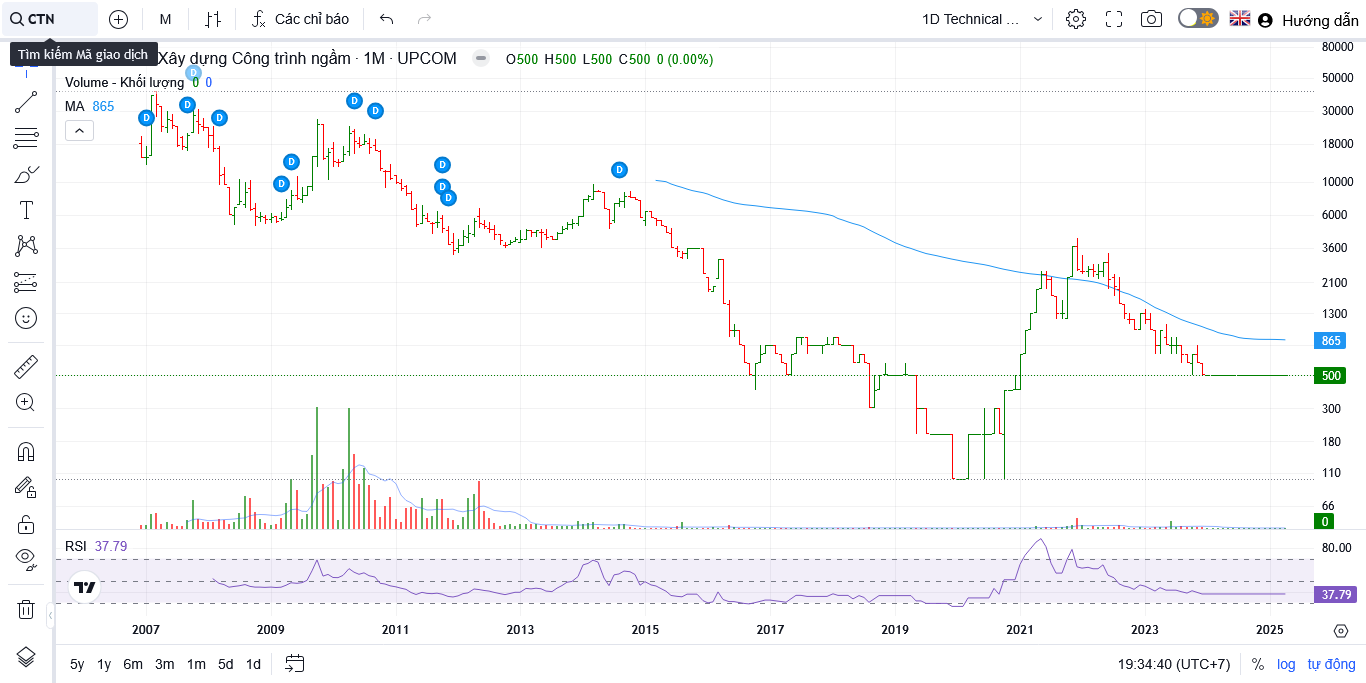 CTN
M
Các chỉ báo
1D Technical ...
Hướng dẫn
Tìm kiếm Mã giao dịch
Xây dựng Công trình ngầm · 1M · UPCOM
O500 H500 L500 C500 0 (0.00%)
Volume - Khối lượng 0 0
MA 865
D
D
D
D
D
D
D
D
D
D
D
D
80000
50000
30000
18000
10000
6000
3600
2100
1300
865
500
300
180
110
66
0
RSI 37.79
80.00
37.79
2007
2009
2011
2013
2015
2017
2019
2021
2023
2025
5y 1y 6m 3m 1m 5d 1d
19:34:40 (UTC+7)
% log tự động